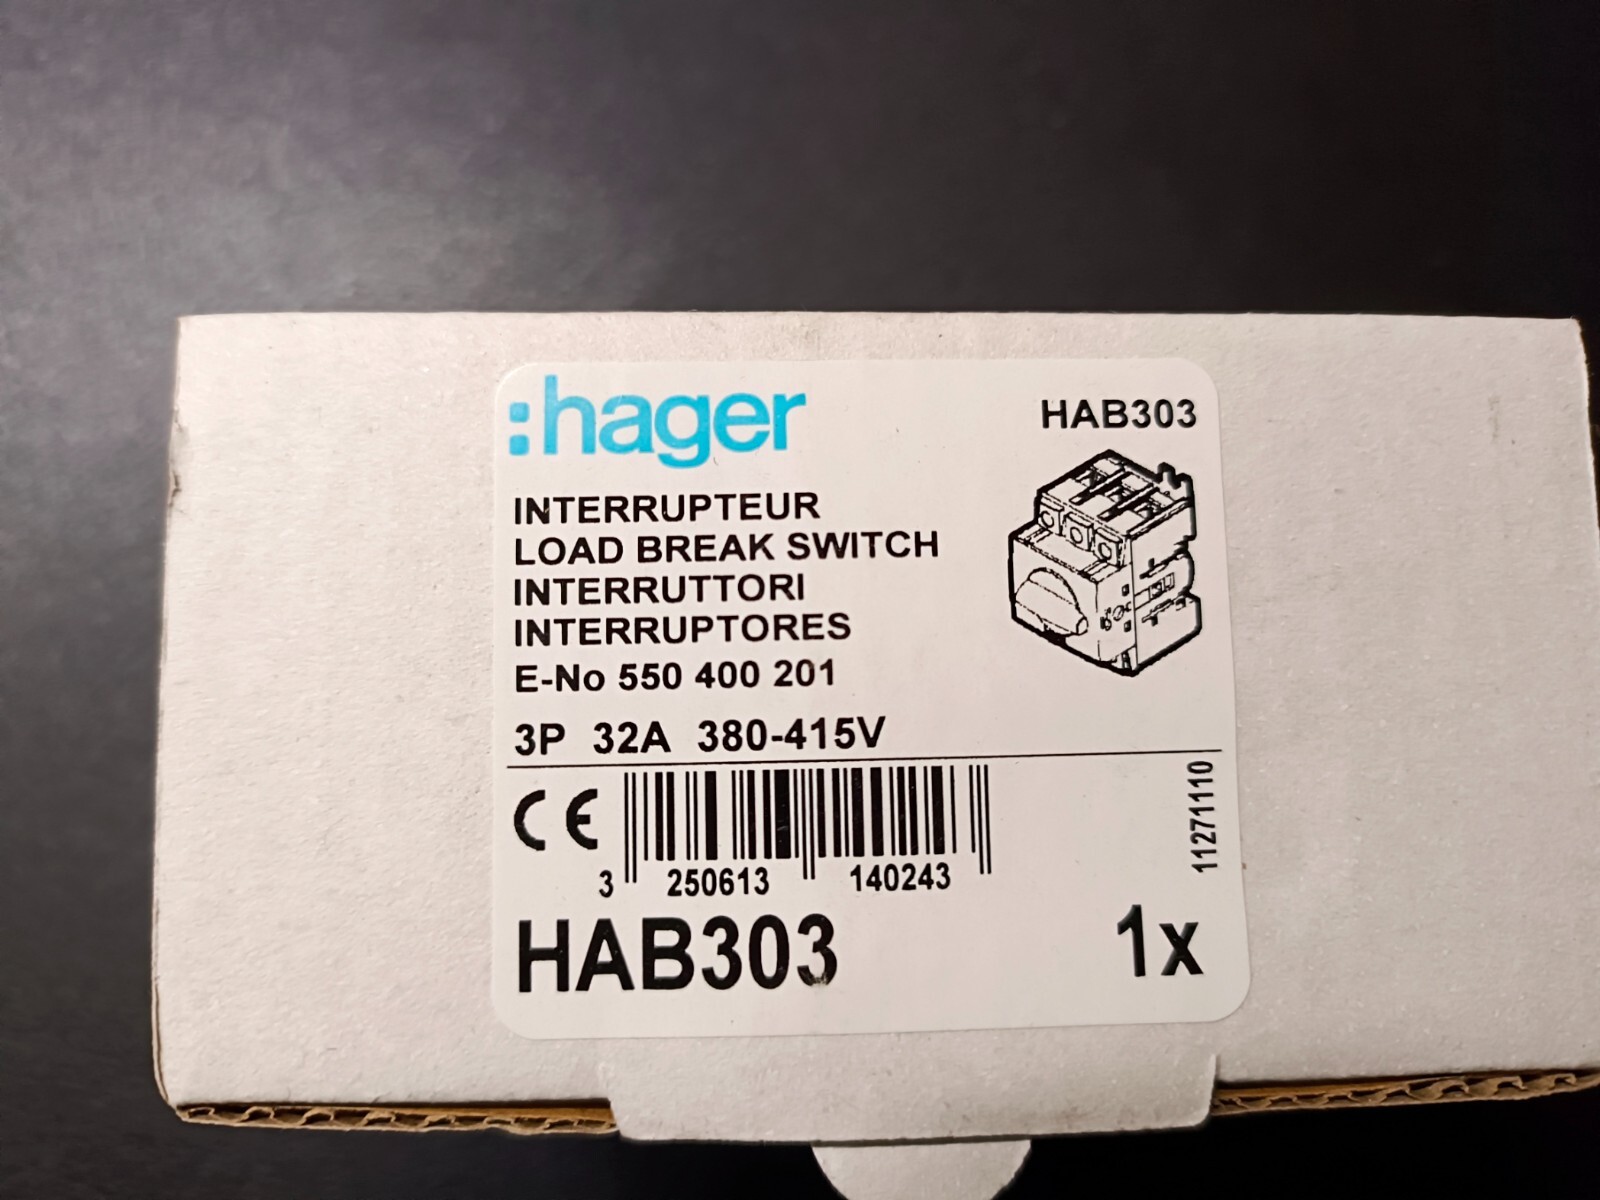 :hager
HAB303
INTERRUPTEUR
LOAD BREAK SWITCH
INTERRUTTORI
INTERRUPTORES
E-No 550 400 201
3P 32A 380-415V
CE
3 250613 140243
11271110
HAB303
1x